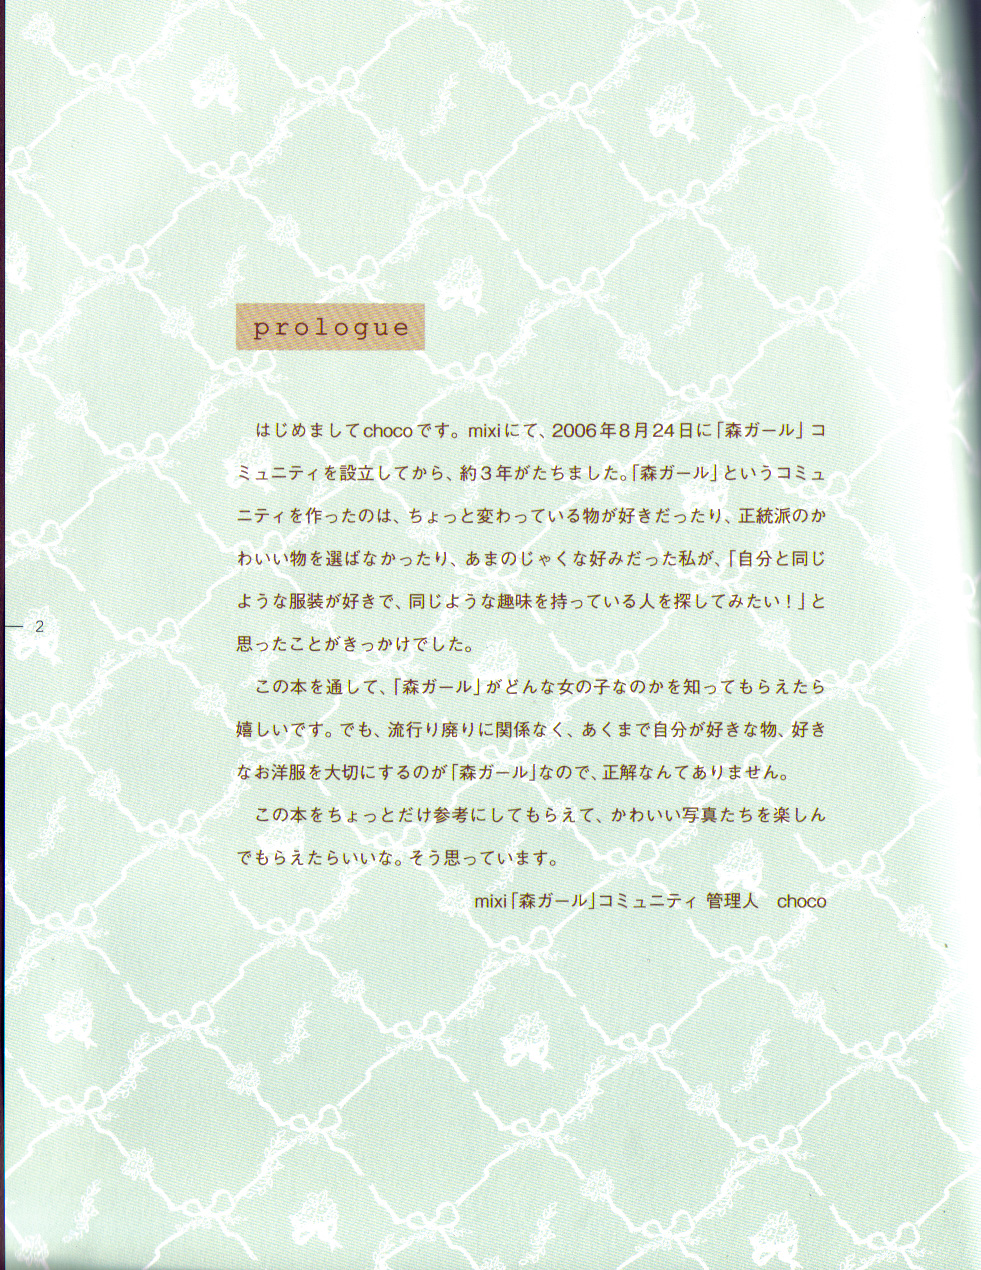 prologue
はじめましてchocoです。mixiにて、2006年8月24日に「森ガール」コ
ミュニティを設立してから、約3年がたちました。「森ガール」というコミュ
ニティを作ったのは、ちょっと変わっている物が好きだったり、正統派のか
わいい物を選ばなかったり、あまのじゃくな好みだった私が、「自分と同じ
ような服装が好きで、同じような趣味を持っている人を探してみたい！」と
思ったことがきっかけでした。
この本を通して、「森ガール」がどんな女の子なのかを知ってもらえたら
嬉しいです。でも、流行り廃りに関係なく、あくまで自分が好きな物、好き
なお洋服を大切にするのが「森ガール」なので、正解なんてありません。
この本をちょっとだけ参考にしてもらえて、かわいい写真たちを楽しん
でもらえたらいいな。そう思っています。
mixi「森ガール」コミュニティ 管理人　choco
2